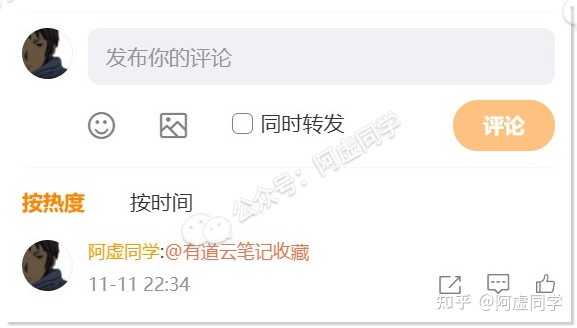 发布你的评论
同时转发
评论
公众号：阿虚同学
按热度 按时间
阿虚同学:@有道云笔记收藏
11-11 22:34
知乎 @阿虚同学